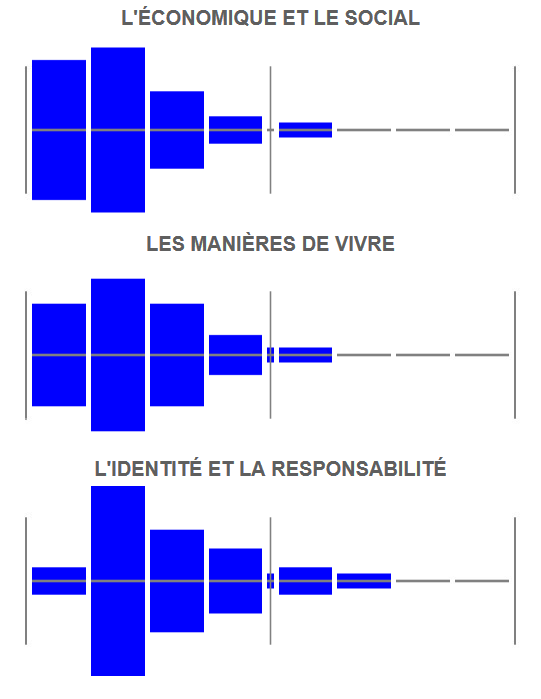 L'ÉCONOMIQUE ET LE SOCIAL
LES MANIÈRES DE VIVRE
L'IDENTITÉ ET LA RESPONSABILITÉ